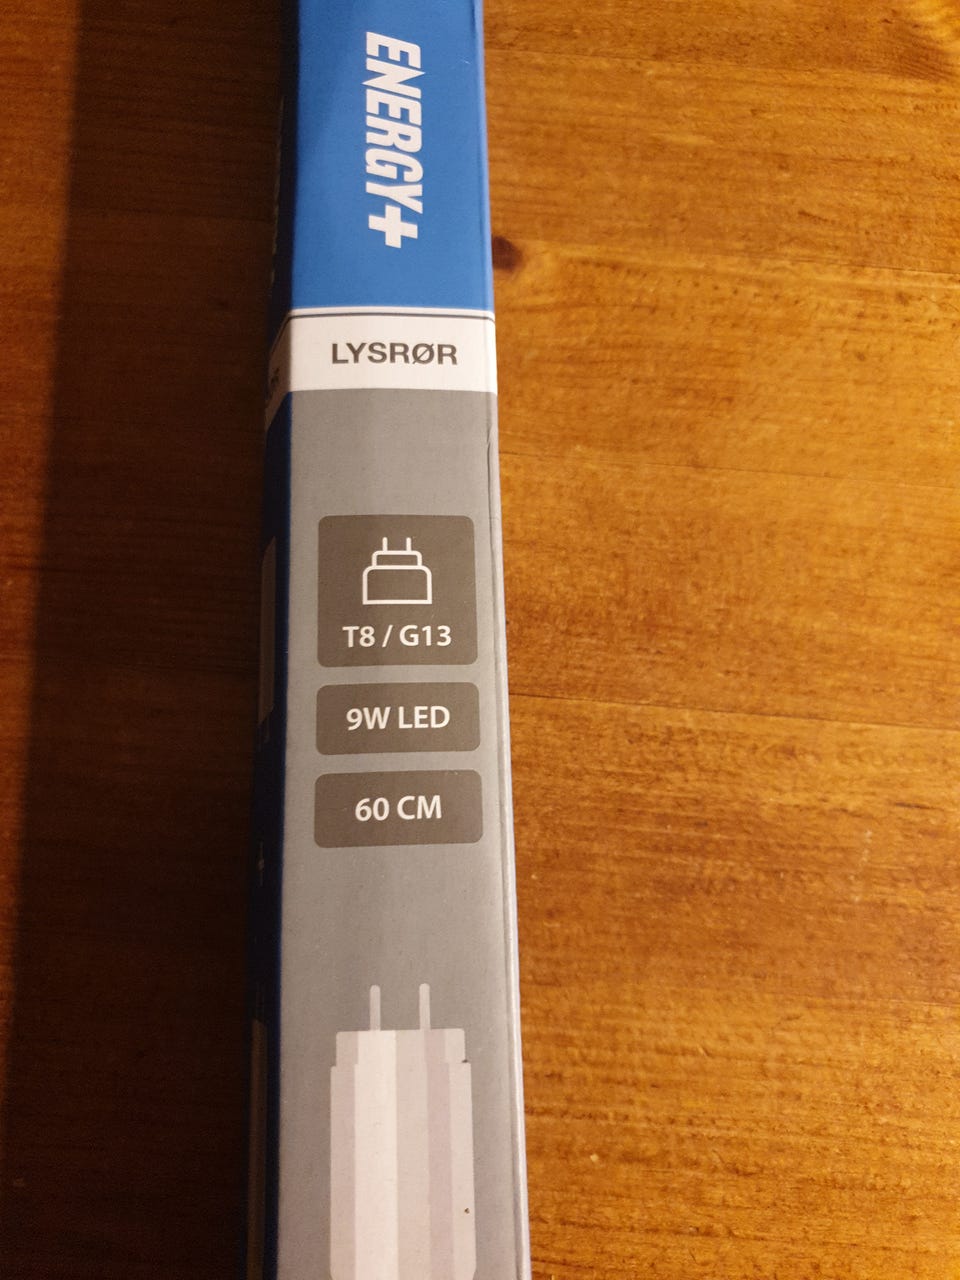 ENERGY+
LYSRØR
T8 / G13
9W LED
60 CM